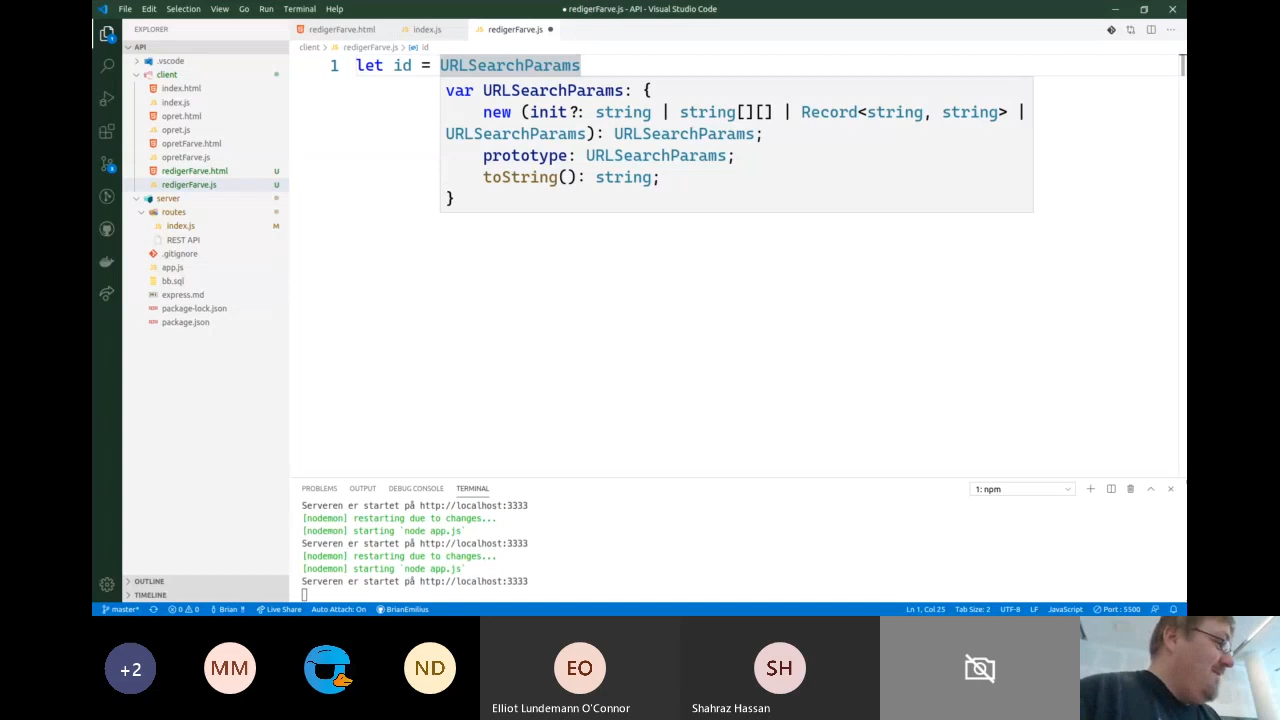 File Edit Selection View Go Run Terminal Help
● redigerFarve.js - API - Visual Studio Code
EXPLORER
API
.vscode
client
index.html
index.js
opret.html
opret.js
opretFarve.html
opretFarve.js
redigerFarve.html U
redigerFarve.js U
server
routes
index.js M
REST API
.gitignore
app.js
bb.sql
express.md
package-lock.json
package.json
OUTLINE
TIMELINE
redigerFarve.html index.js redigerFarve.js ●
client > redigerFarve.js > id
1 let id = URLSearchParams
var URLSearchParams: {
new (init?: string | string[][] | Record<string, string> |
URLSearchParams): URLSearchParams;
prototype: URLSearchParams;
toString(): string;
}
PROBLEMS OUTPUT DEBUG CONSOLE TERMINAL
1: npm
Serveren er startet på http://localhost:3333
[nodemon] restarting due to changes...
[nodemon] starting `node app.js`
Serveren er startet på http://localhost:3333
[nodemon] restarting due to changes...
[nodemon] starting `node app.js`
Serveren er startet på http://localhost:3333
master* 0 0 Brian Live Share Auto Attach: On BrianEmilius
Ln 1, Col 25 Tab Size: 2 UTF-8 LF JavaScript Port : 5500
+2 MM ND EO SH
Elliot Lundemann O'Connor
Shahraz Hassan